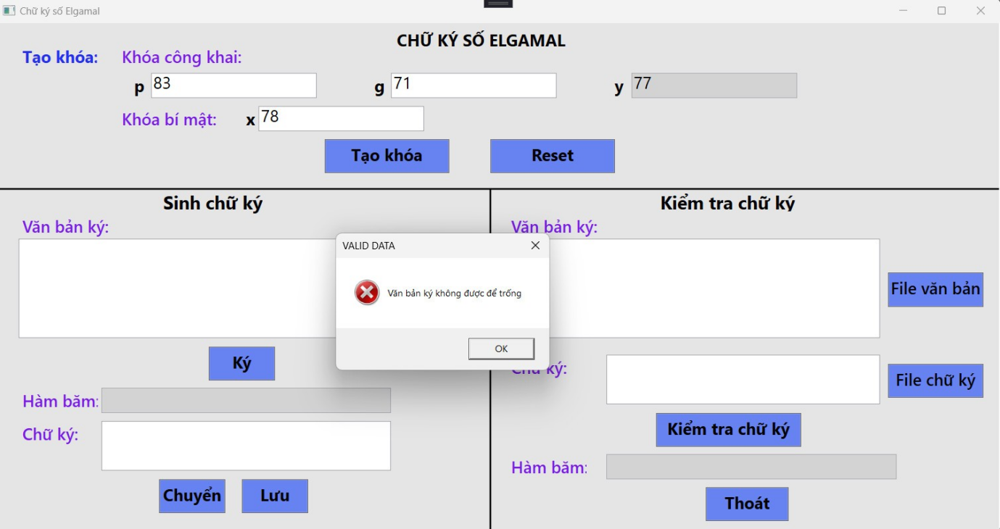 Chữ ký số Elgamal
CHỮ KÝ SỐ ELGAMAL
Tạo khóa: Khóa công khai:
p 83 g 71 y 77
Khóa bí mật: x 78
Tạo khóa Reset
Sinh chữ ký
Văn bản ký:
Ký
Hàm băm:
Chữ ký:
Chuyển Lưu
Kiểm tra chữ ký
Văn bản ký:
File văn bản
Chữ ký:
File chữ ký
Kiểm tra chữ ký
Hàm băm:
Thoát
VALID DATA
Văn bản ký không được để trống
OK